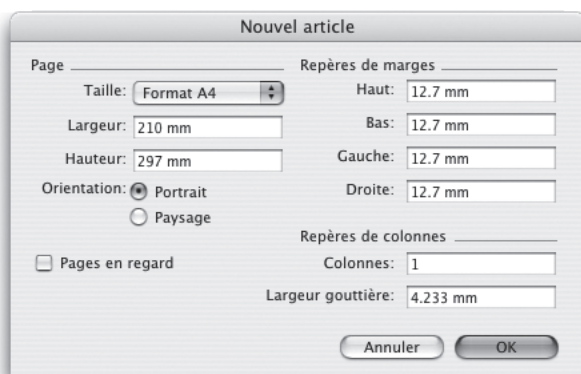 Nouvel article
Page
Taille: Format A4
Largeur: 210 mm
Hauteur: 297 mm
Orientation: Portrait
Paysage
Pages en regard
Repères de marges
Haut: 12.7 mm
Bas: 12.7 mm
Gauche: 12.7 mm
Droite: 12.7 mm
Repères de colonnes
Colonnes: 1
Largeur gouttière: 4.233 mm
Annuler
OK